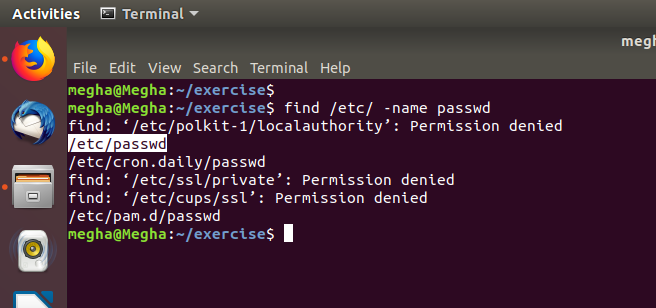 Activities Terminal
megh
File Edit View Search Terminal Help
megha@Megha:~/exercise$
megha@Megha:~/exercise$ find /etc/ -name passwd
find: ‘/etc/polkit-1/localauthority’: Permission denied
/etc/passwd
/etc/cron.daily/passwd
find: ‘/etc/ssl/private’: Permission denied
find: ‘/etc/cups/ssl’: Permission denied
/etc/pam.d/passwd
megha@Megha:~/exercise$